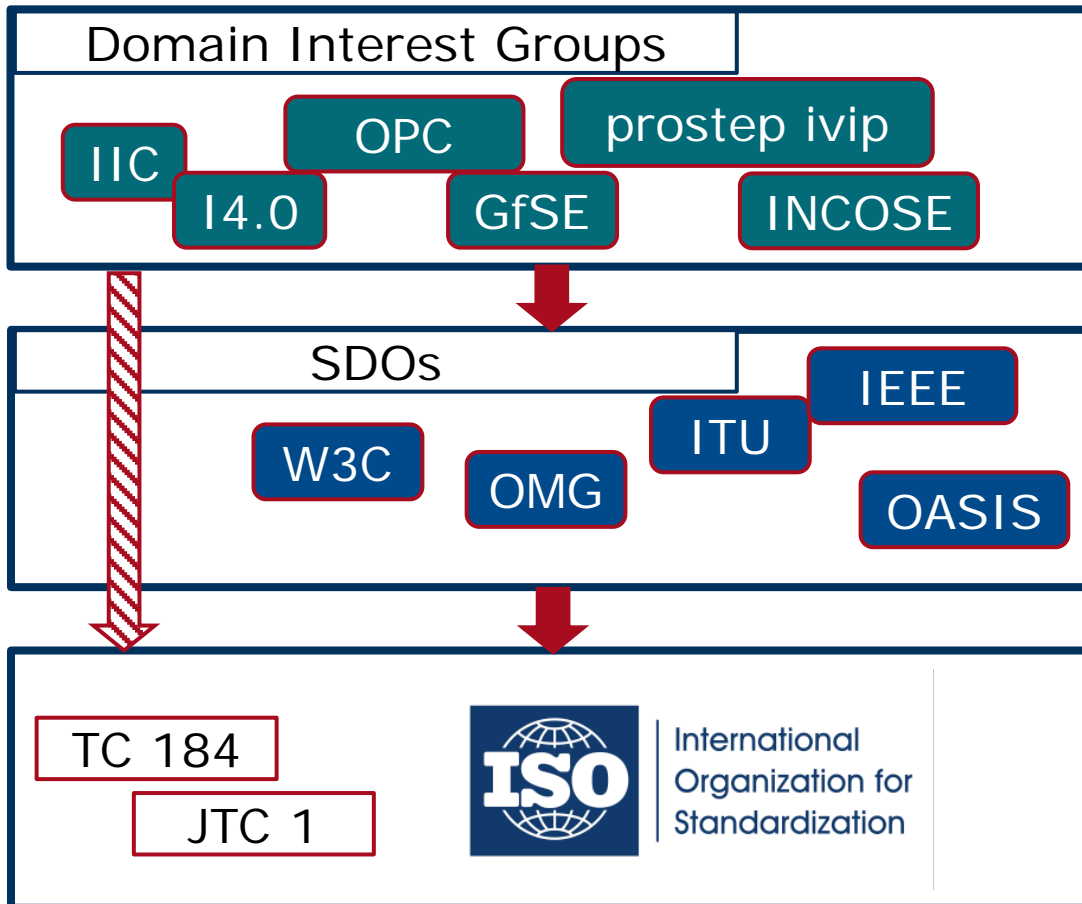 Domain Interest Groups
IIC
I4.0
OPC
GfSE
prostep ivip
INCOSE
SDOs
W3C
OMG
ITU
IEEE
OASIS
TC 184
JTC 1
ISO
International
Organization for
Standardization